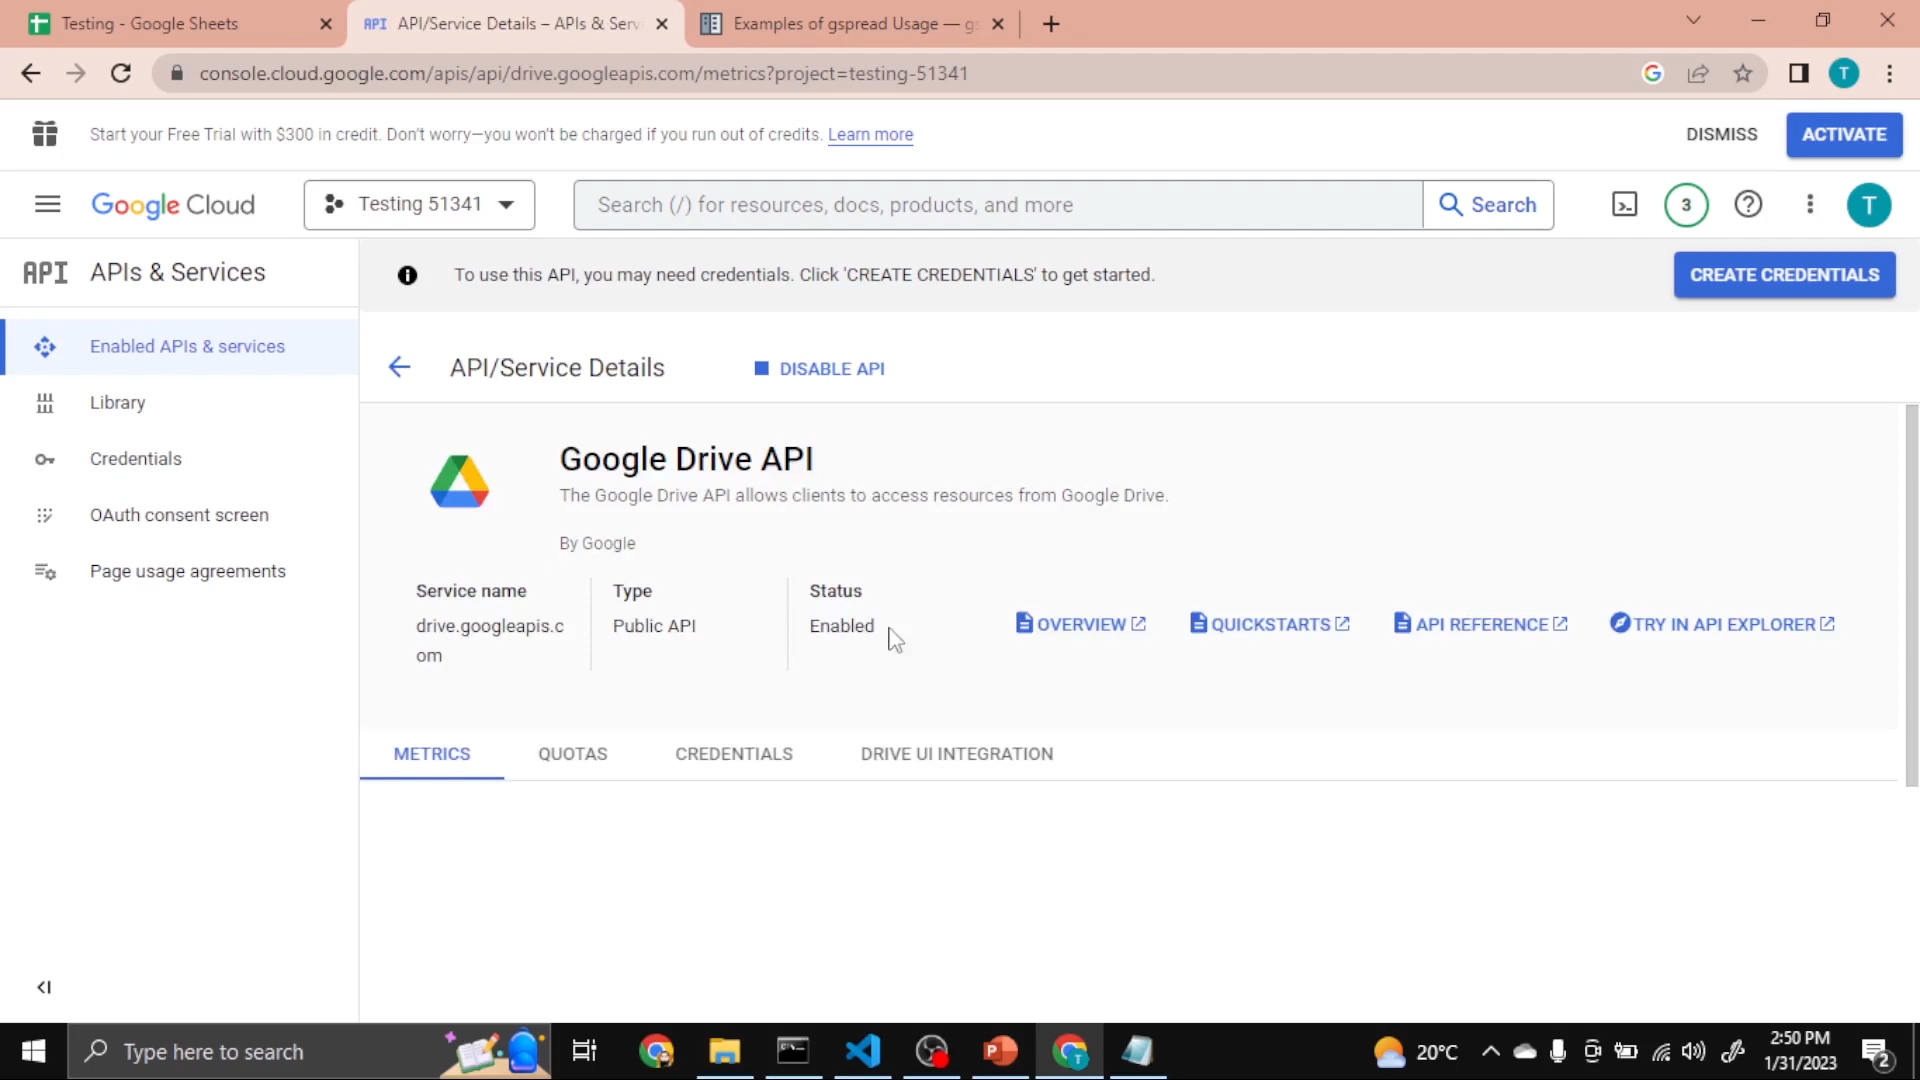 Testing - Google Sheets
API
API/Service Details – APIs & Serv
Examples of gspread Usage — gs
console.cloud.google.com/apis/api/drive.googleapis.com/metrics?project=testing-51341
T
Start your Free Trial with $300 in credit. Don't worry—you won't be charged if you run out of credits. Learn more
DISMISS
ACTIVATE
Google Cloud
Testing 51341
Search (/) for resources, docs, products, and more
Search
3
T
API APIs & Services
To use this API, you may need credentials. Click 'CREATE CREDENTIALS' to get started.
CREATE CREDENTIALS
Enabled APIs & services
Library
Credentials
OAuth consent screen
Page usage agreements
API/Service Details
DISABLE API
Google Drive API
The Google Drive API allows clients to access resources from Google Drive.
By Google
Service name
drive.googleapis.c
om
Type
Public API
Status
Enabled
OVERVIEW
QUICKSTARTS
API REFERENCE
TRY IN API EXPLORER
METRICS
QUOTAS
CREDENTIALS
DRIVE UI INTEGRATION
Type here to search
20°C
2:50 PM
1/31/2023
2